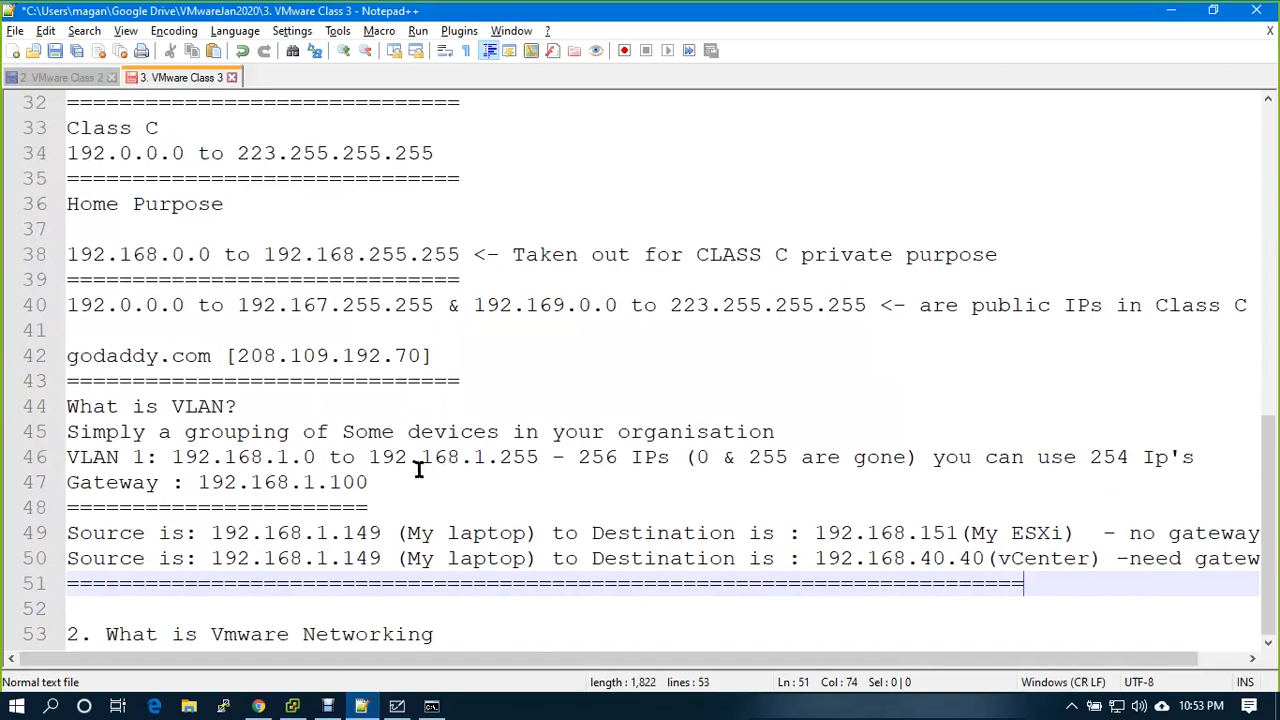 *C:\Users\magan\Google Drive\VMwareJan2020\3. VMware Class 3 - Notepad++
File Edit Search View Encoding Language Settings Tools Macro Run Plugins Window ? X
2. VMware Class 2 3. VMware Class 3
32 ==============================
33 Class C
34 192.0.0.0 to 223.255.255.255
35 ==============================
36 Home Purpose
37
38 192.168.0.0 to 192.168.255.255 <- Taken out for CLASS C private purpose
39 ==============================
40 192.0.0.0 to 192.167.255.255 & 192.169.0.0 to 223.255.255.255 <- are public IPs in Class C
41
42 godaddy.com [208.109.192.70]
43 ==============================
44 What is VLAN?
45 Simply a grouping of Some devices in your organisation
46 VLAN 1: 192.168.1.0 to 192.168.1.255 - 256 IPs (0 & 255 are gone) you can use 254 Ip's
47 Gateway : 192.168.1.100
48 =======================
49 Source is: 192.168.1.149 (My laptop) to Destination is : 192.168.151(My ESXi)  - no gateway
50 Source is: 192.168.1.149 (My laptop) to Destination is : 192.168.40.40(vCenter) -need gatew
51 =========================================================================
52
53 2. What is Vmware Networking
Normal text file length : 1,822 lines : 53 Ln : 51 Col : 74 Sel : 0 | 0 Windows (CR LF) UTF-8 INS
10:53 PM